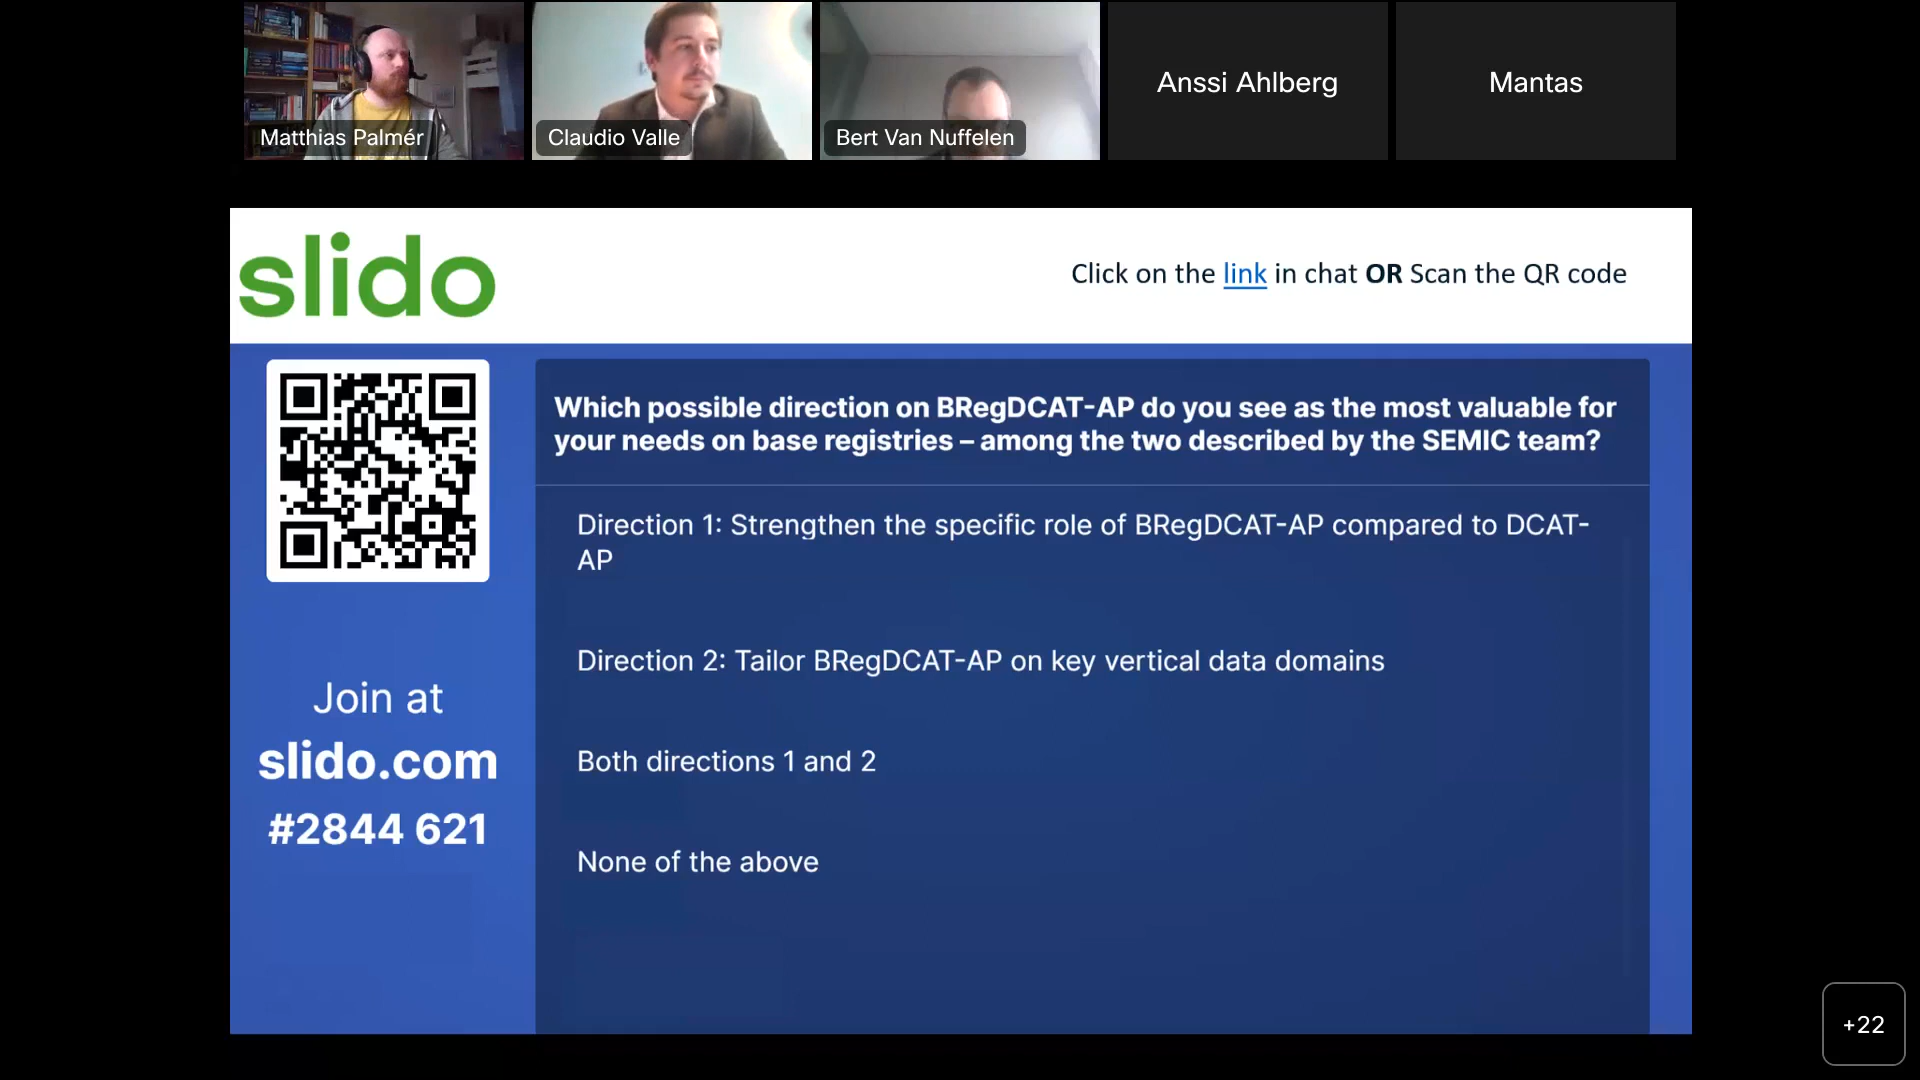 Matthias Palmér
Claudio Valle
Bert Van Nuffelen
Anssi Ahlberg
Mantas
slido
Click on the link in chat OR Scan the QR code
Which possible direction on BRegDCAT-AP do you see as the most valuable for
your needs on base registries – among the two described by the SEMIC team?
Direction 1: Strengthen the specific role of BRegDCAT-AP compared to DCAT-
AP
Direction 2: Tailor BRegDCAT-AP on key vertical data domains
Both directions 1 and 2
None of the above
Join at
slido.com
#2844 621
+22